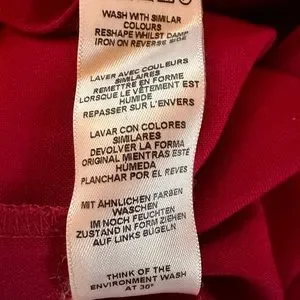 WASH WITH SIMILAR
COLOURS
RESHAPE WHILST DAMP
IRON ON REVERSE SIDE
LAVER AVEC COULEURS
SIMILAIRES
REMETTRE EN FORME
LORSQUE LE VÊTEMENT EST
HUMIDE
REPASSER SUR L'ENVERS
LAVAR CON COLORES
SIMILARES
DEVOLVER LA FORMA
ORIGINAL MIENTRAS ESTÉ
HÚMEDA
PLANCHAR POR EL REVES
MIT ÄHNLICHEN FARBEN
WASCHEN
IM NOCH FEUCHTEN
ZUSTAND IN FORM ZIEHEN
AUF LINKS BÜGELN
THINK OF THE
ENVIRONMENT WASH
AT 30°